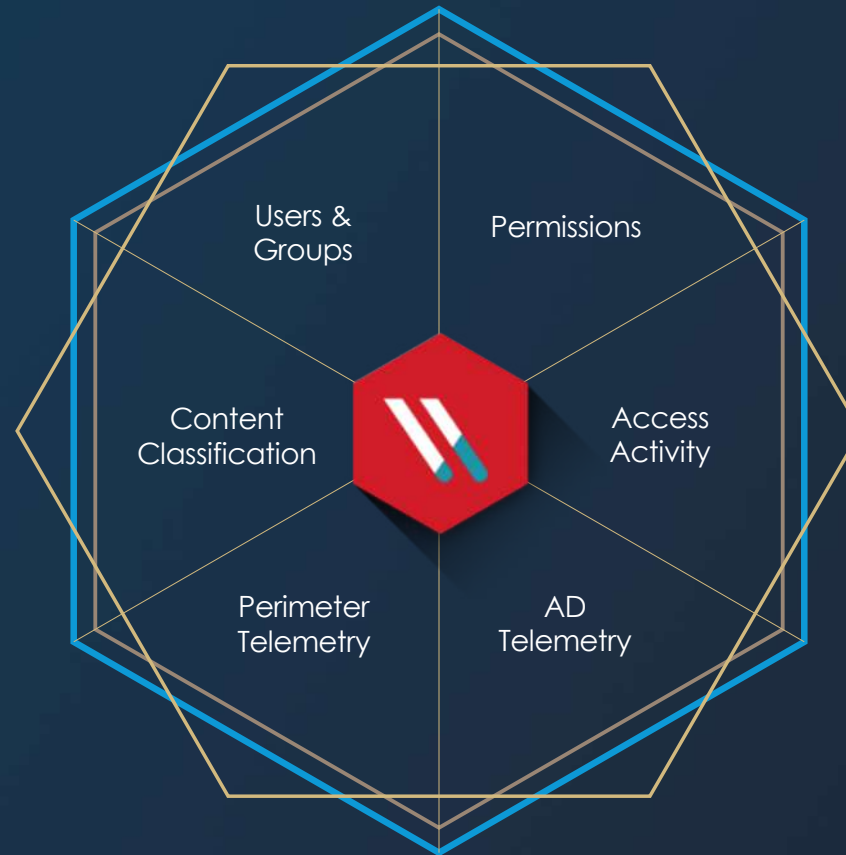 Users &
Groups
Permissions
Content
Classification
Access
Activity
Perimeter
Telemetry
AD
Telemetry